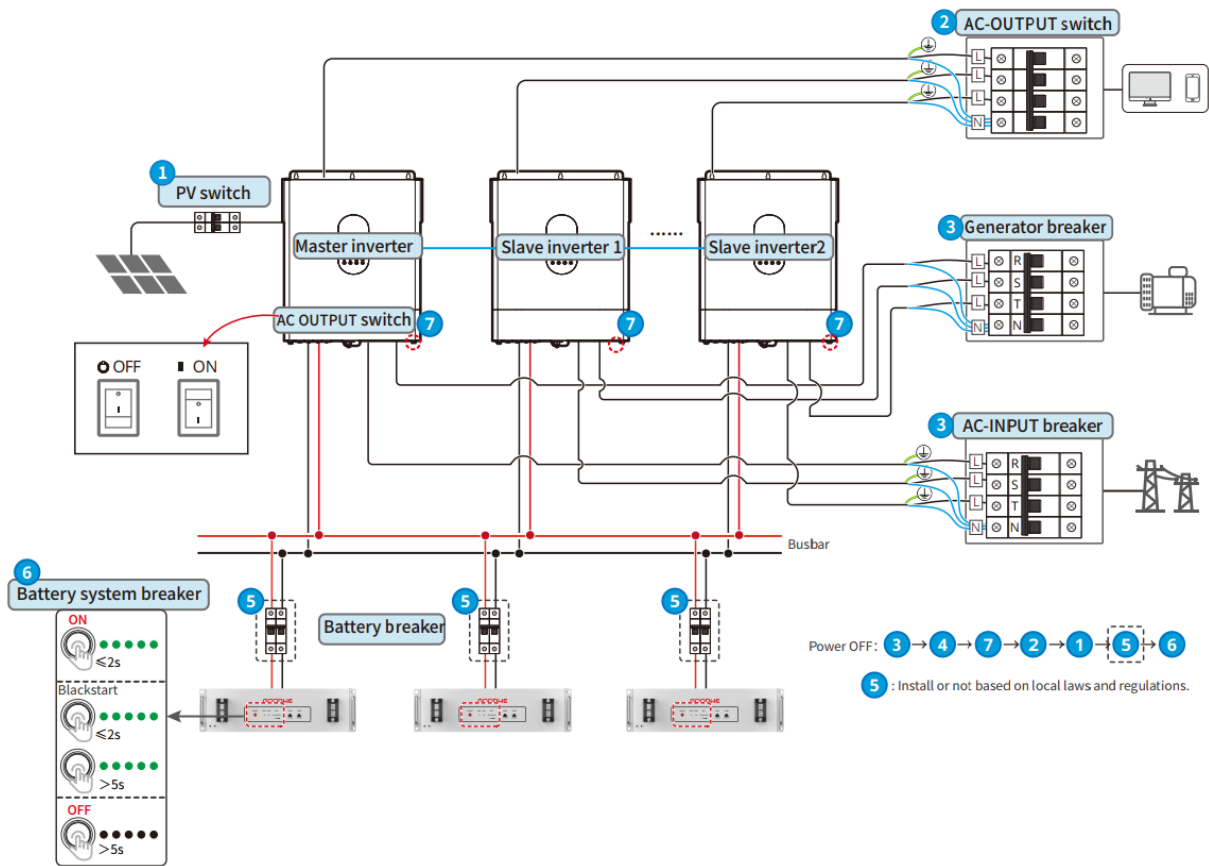 2 AC-OUTPUT switch
L
L
L
N
1
PV switch
Master inverter
Slave inverter 1
......
Slave inverter2
3 Generator breaker
L R
L S
L T
N N
AC OUTPUT switch 7
7
7
OFF
ON
3 AC-INPUT breaker
L R
L S
L T
N N
Busbar
6
Battery system breaker
ON
≤2s
Blackstart
≤2s
>5s
OFF
>5s
5
Battery breaker
5
5
Power OFF: 3→4→7→2→1→5→6
5 : Install or not based on local laws and regulations.